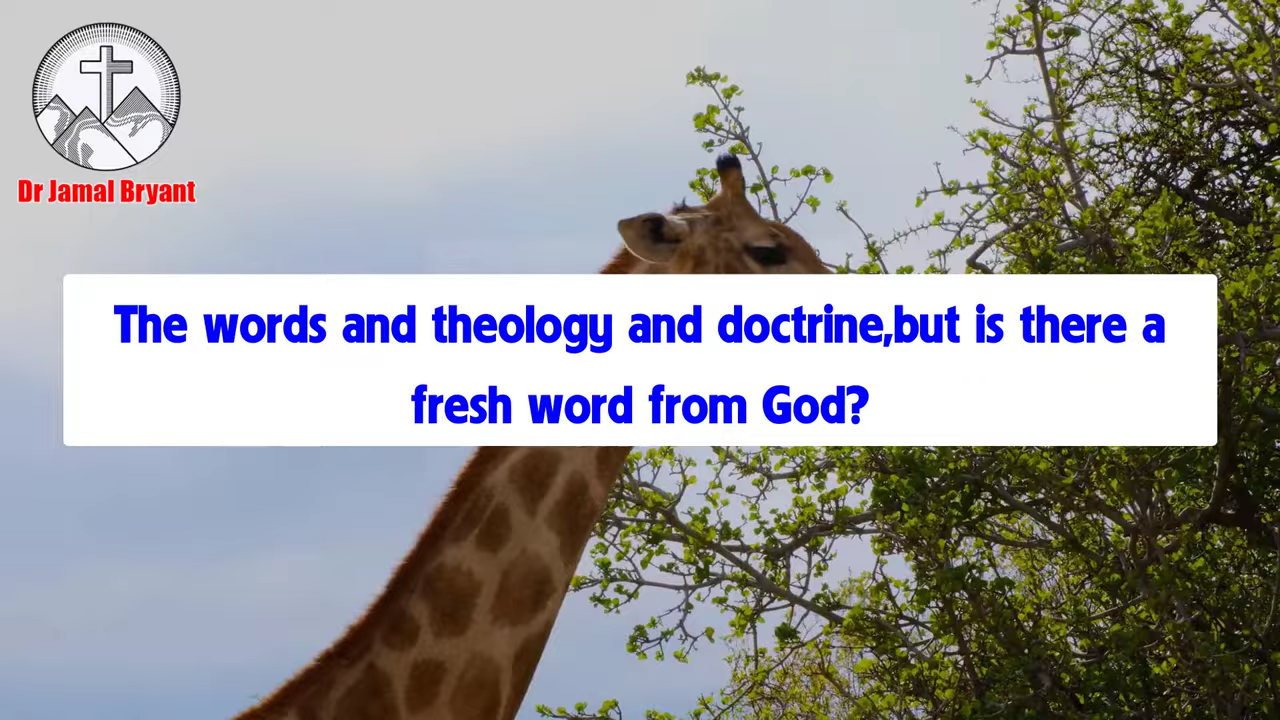 Dr Jamal Bryant
The words and theology and doctrine,but is there a
fresh word from God?